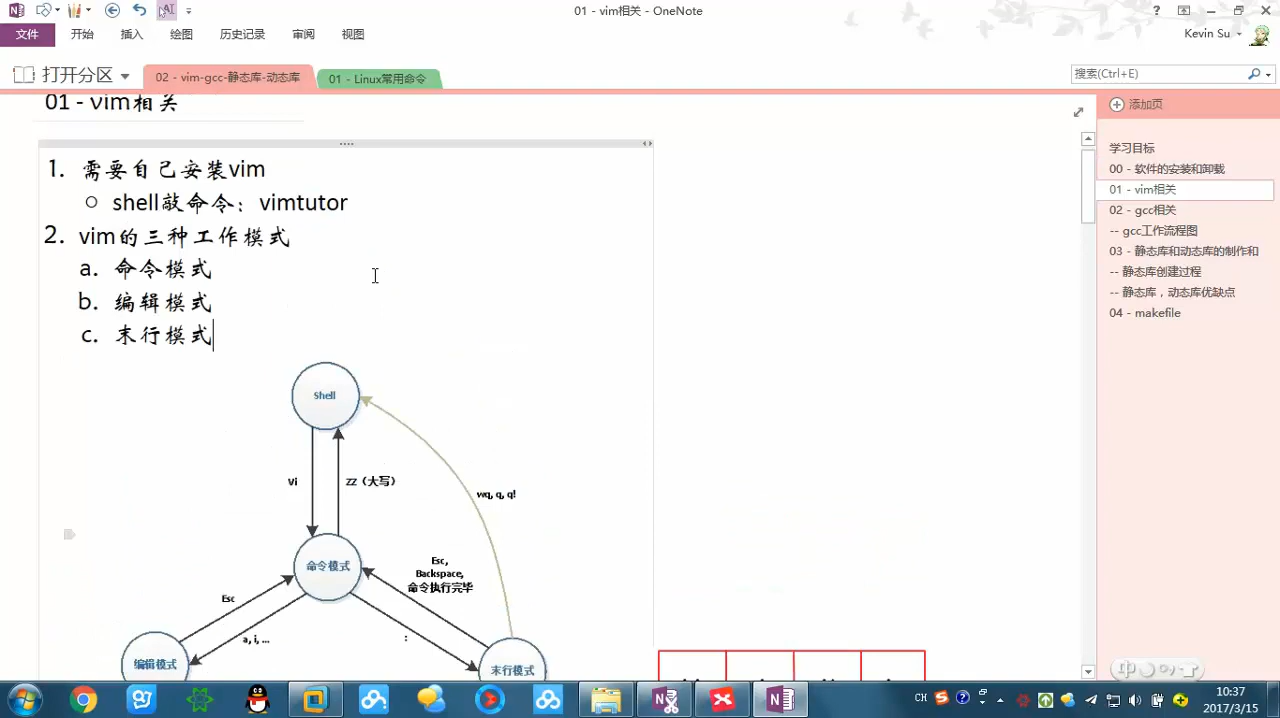 01 - vim相关 - OneNote
文件 开始 插入 绘图 历史记录 审阅 视图
Kevin Su
打开分区 02 - vim-gcc-静态库-动态库 01 - Linux常用命令
搜索(Ctrl+E)
01 - vim相关
1. 需要自己安装vim
shell敲命令：vimtutor
2. vim的三种工作模式
a. 命令模式
b. 编辑模式
c. 末行模式
Shell
Vi
ZZ（大写）
wq, q, q!
命令模式
Esc,
Backspace,
命令执行完毕
Esc
a, i, ...
:
编辑模式
末行模式
添加页
学习目标
00 - 软件的安装和卸载
01 - vim相关
02 - gcc相关
-- gcc工作流程图
03 - 静态库和动态库的制作和
-- 静态库创建过程
-- 静态库，动态库优缺点
04 - makefile
CH
10:37
2017/3/15